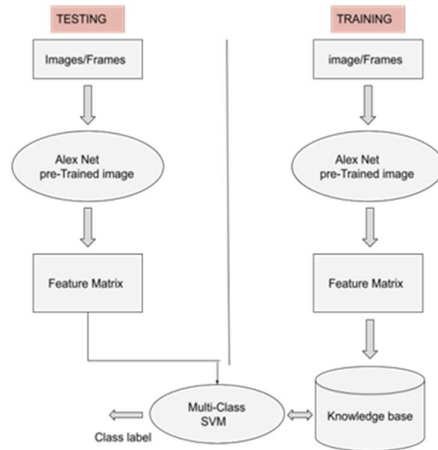 TESTING
Images/Frames
Alex Net
pre-Trained image
Feature Matrix
TRAINING
image/Frames
Alex Net
pre-Trained image
Feature Matrix
Knowledge base
Multi-Class
SVM
Class label